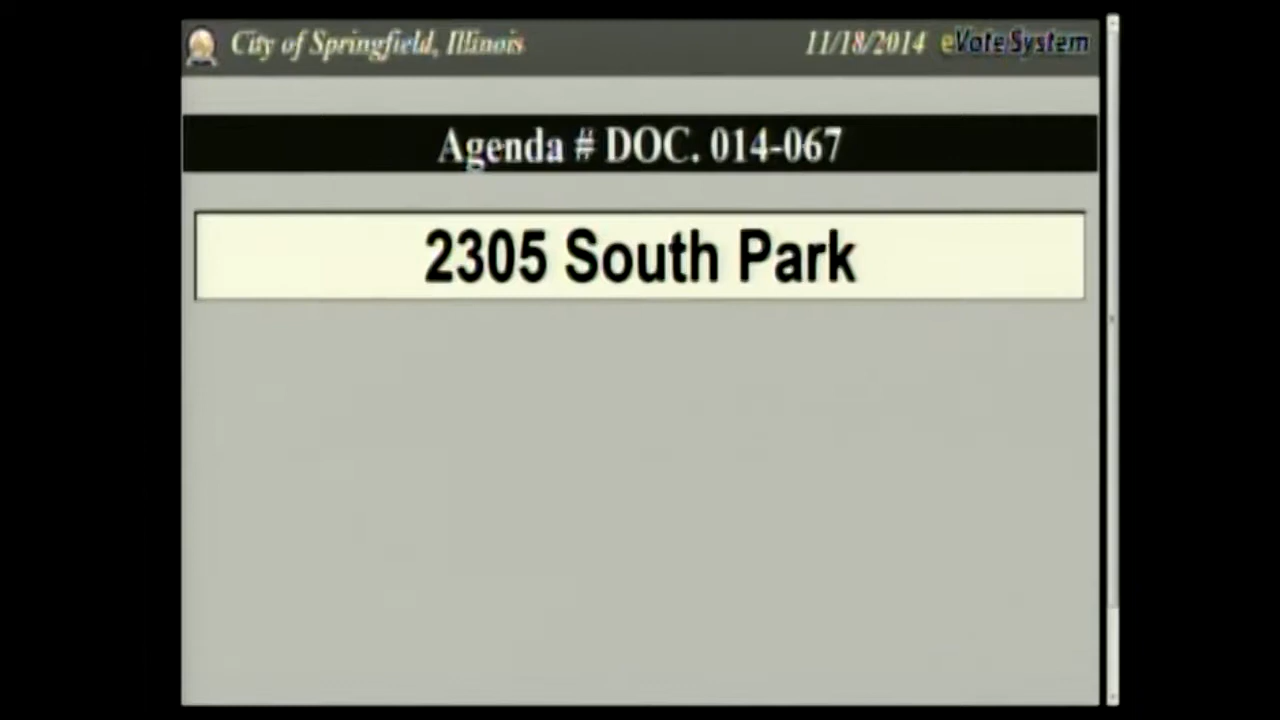 City of Springfield, Illinois 11/18/2014 eVote System
Agenda # DOC. 014-067
2305 South Park